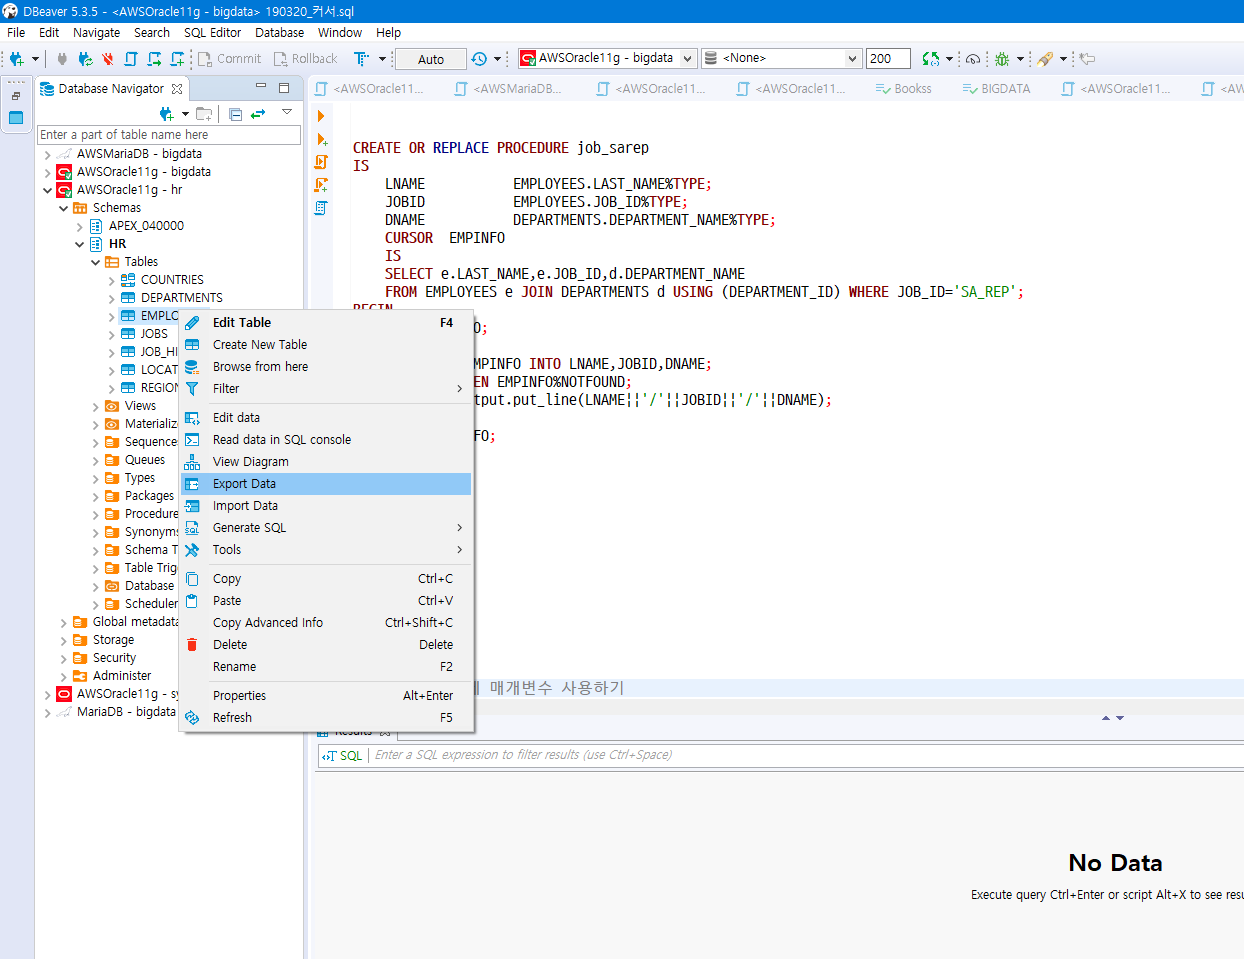 DBeaver 5.3.5 - <AWSOracle11g - bigdata> 190320_커서.sql
File Edit Navigate Search SQL Editor Database Window Help
Commit Rollback Auto AWSOracle11g - bigdata <None> 200
Database Navigator
<AWSOracle11... <AWSMariaDB... <AWSOracle11... <AWSOracle11... Bookss BIGDATA <AWSOracle11... <AW
Enter a part of table name here
AWSMariaDB - bigdata
AWSOracle11g - bigdata
AWSOracle11g - hr
Schemas
APEX_040000
HR
Tables
COUNTRIES
DEPARTMENTS
EMPLO
JOBS
JOB_HI
LOCAT
REGION
Views
Materialize
Sequences
Queues
Types
Packages
Procedure
Synonyms
Schema T
Table Trig
Database
Scheduler
Global metadata
Storage
Security
Administer
AWSOracle11g - sy
MariaDB - bigdata
CREATE OR REPLACE PROCEDURE job_sarep
IS
LNAME EMPLOYEES.LAST_NAME%TYPE;
JOBID EMPLOYEES.JOB_ID%TYPE;
DNAME DEPARTMENTS.DEPARTMENT_NAME%TYPE;
CURSOR EMPINFO
IS
SELECT e.LAST_NAME,e.JOB_ID,d.DEPARTMENT_NAME
FROM EMPLOYEES e JOIN DEPARTMENTS d USING (DEPARTMENT_ID) WHERE JOB_ID='SA_REP';
BEGIN
O;
MPINFO INTO LNAME,JOBID,DNAME;
EN EMPINFO%NOTFOUND;
tput.put_line(LNAME||'/'||JOBID||'/'||DNAME);
FO;
매개변수 사용하기
Edit Table F4
Create New Table
Browse from here
Filter
Edit data
Read data in SQL console
View Diagram
Export Data
Import Data
Generate SQL
Tools
Copy Ctrl+C
Paste Ctrl+V
Copy Advanced Info Ctrl+Shift+C
Delete Delete
Rename F2
Properties Alt+Enter
Refresh F5
Results
SQL Enter a SQL expression to filter results (use Ctrl+Space)
No Data
Execute query Ctrl+Enter or script Alt+X to see resu